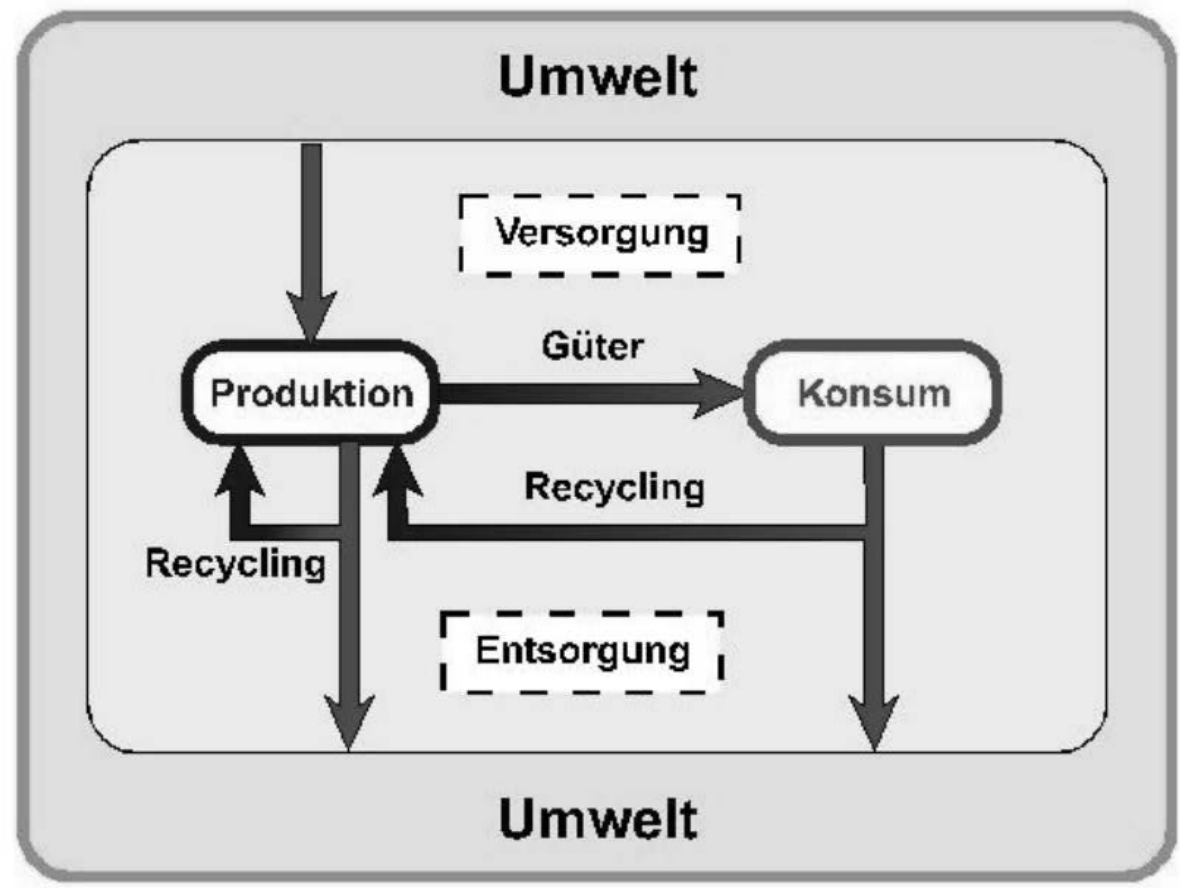 Umwelt
Versorgung
Güter
Produktion
Konsum
Recycling
Recycling
Entsorgung
Umwelt